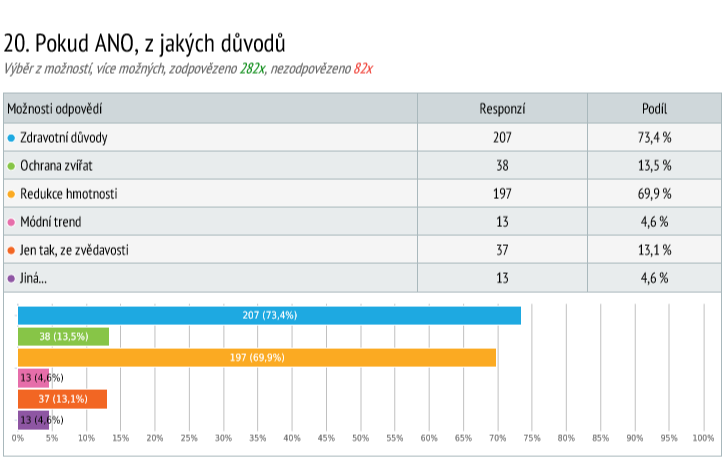 20. Pokud ANO, z jakých důvodů
Výběr z možností, více možných, zodpovězeno 282x, nezodpovězeno 82x
Možnosti odpovědí Responzí Podíl
Zdravotní důvody 207 73,4 %
Ochrana zvířat 38 13,5 %
Redukce hmotnosti 197 69,9 %
Módní trend 13 4,6 %
Jen tak, ze zvědavosti 37 13,1 %
Jiná... 13 4,6 %
207 (73,4%)
38 (13,5%)
197 (69,9%)
13 (4,6%)
37 (13,1%)
13 (4,6%)
0% 5% 10% 15% 20% 25% 30% 35% 40% 45% 50% 55% 60% 65% 70% 75% 80% 85% 90% 95% 100%